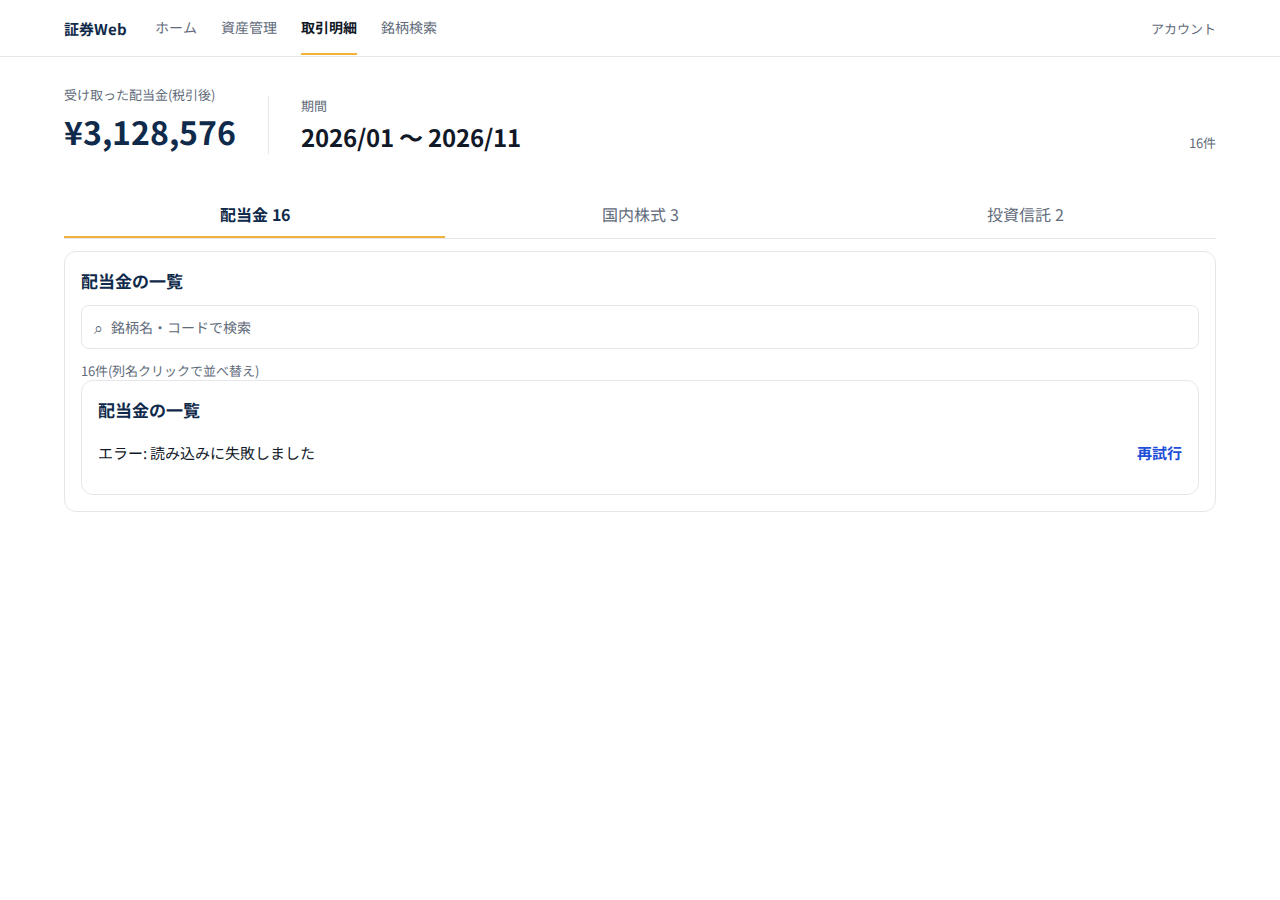 証券Web ホーム 資産管理 取引明細 銘柄検索 アカウント
受け取った配当金(税引後)
¥3,128,576
期間
2026/01 〜 2026/11
16件
配当金 16 国内株式 3 投資信託 2
配当金の一覧
銘柄名・コードで検索
16件(列名クリックで並べ替え)
配当金の一覧
エラー: 読み込みに失敗しました 再試行